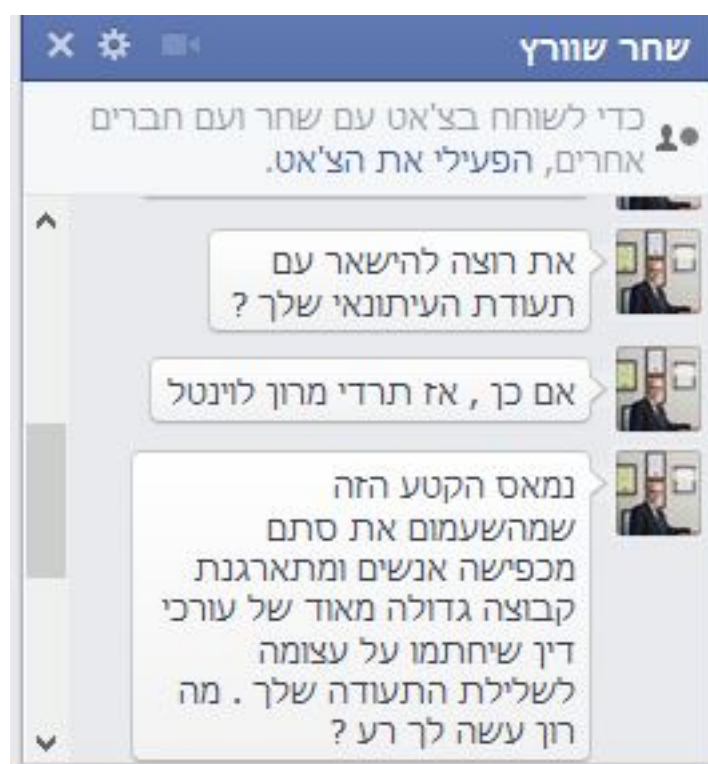 שחר שוורץ
כדי לשוחח בצ'אט עם שחר ועם חברים
אחרים, הפעילי את הצ'אט.
את רוצה להישאר עם
תעודת העיתונאי שלך ?
אם כן , אז תרדי מרון לוינטל
נמאס הקטע הזה
שמהשעמום את סתם
מכפישה אנשים ומתארגנת
קבוצה גדולה מאוד של עורכי
דין שיחתמו על עצומה
לשלילת התעודה שלך . מה
רון עשה לך רע ?